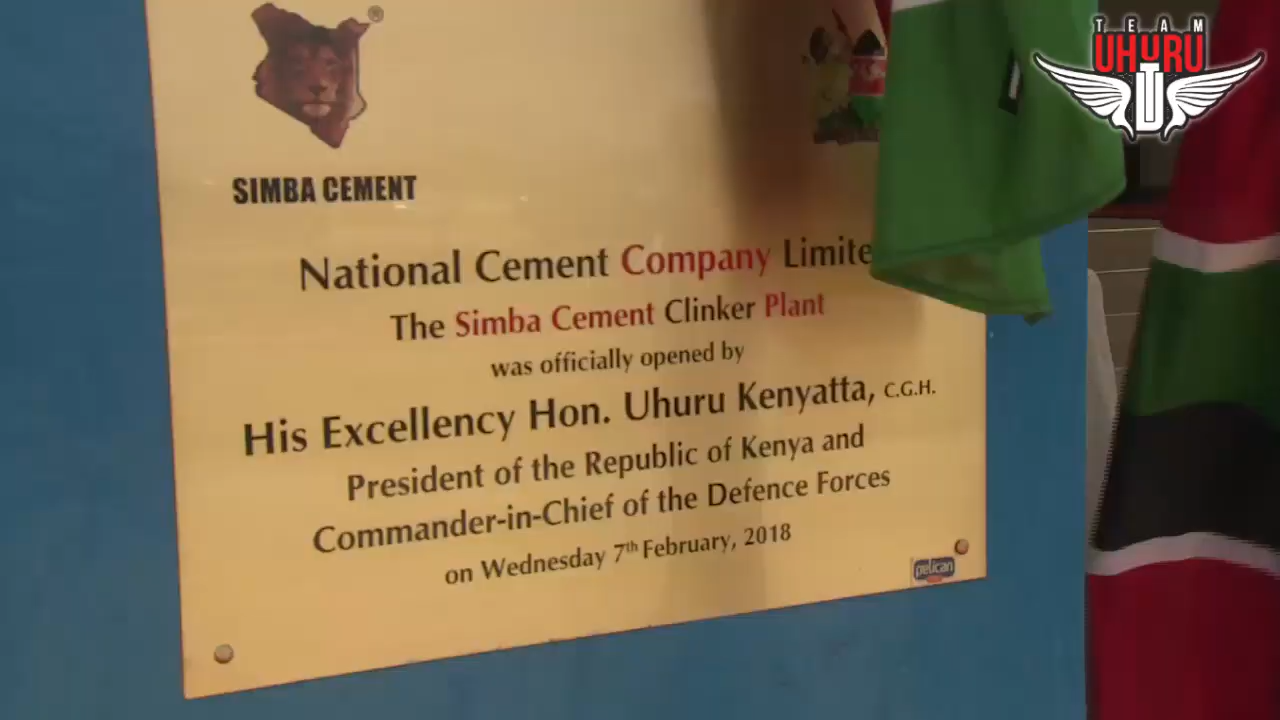 TEAM
UHURU
U
®
SIMBA CEMENT
National Cement Company Limite
The Simba Cement Clinker Plant
was officially opened by
His Excellency Hon. Uhuru Kenyatta, C.G.H.
President of the Republic of Kenya and
Commander-in-Chief of the Defence Forces
on Wednesday 7th February, 2018
pelican